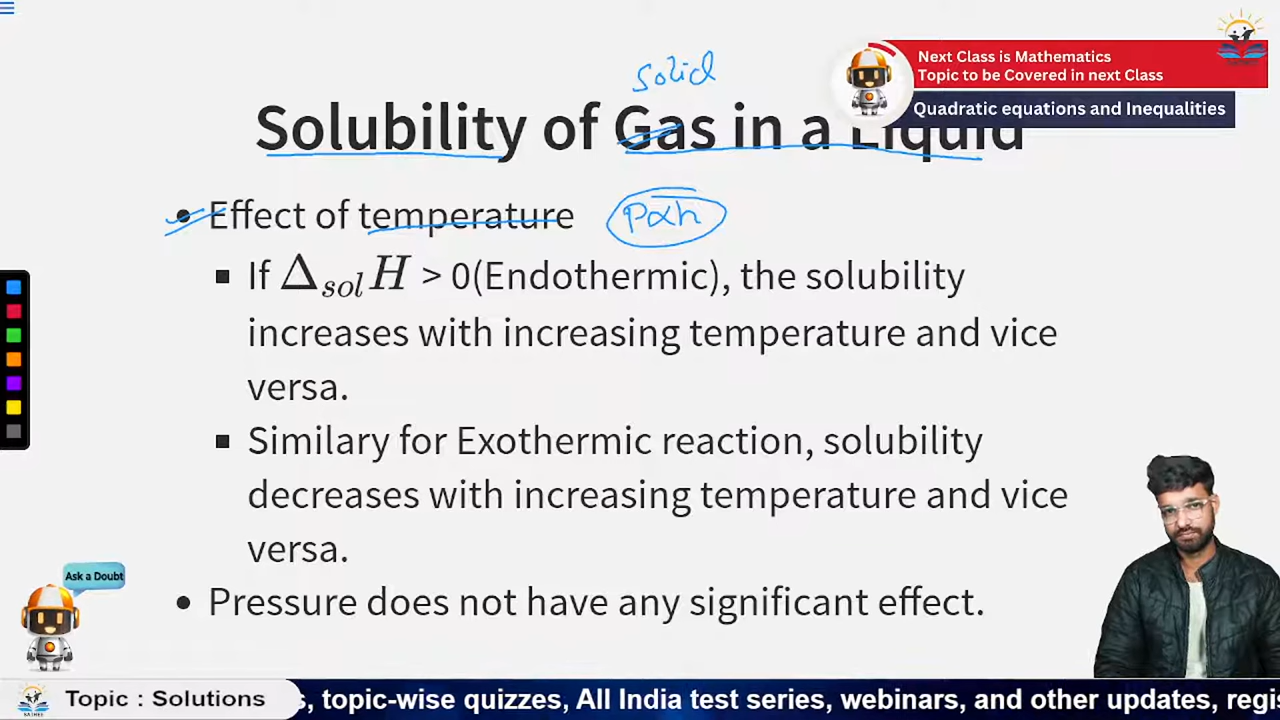 Next Class is Mathematics
Topic to be Covered in next Class
Quadratic equations and Inequalities
solid
Solubility of Gas in a Liquid
Effect of temperature P∝h
If Δ_sol H > 0(Endothermic), the solubility
increases with increasing temperature and vice
versa.
Similary for Exothermic reaction, solubility
decreases with increasing temperature and vice
versa.
Pressure does not have any significant effect.
Ask a Doubt
Topic : Solutions
, topic-wise quizzes, All India test series, webinars, and other updates, regis